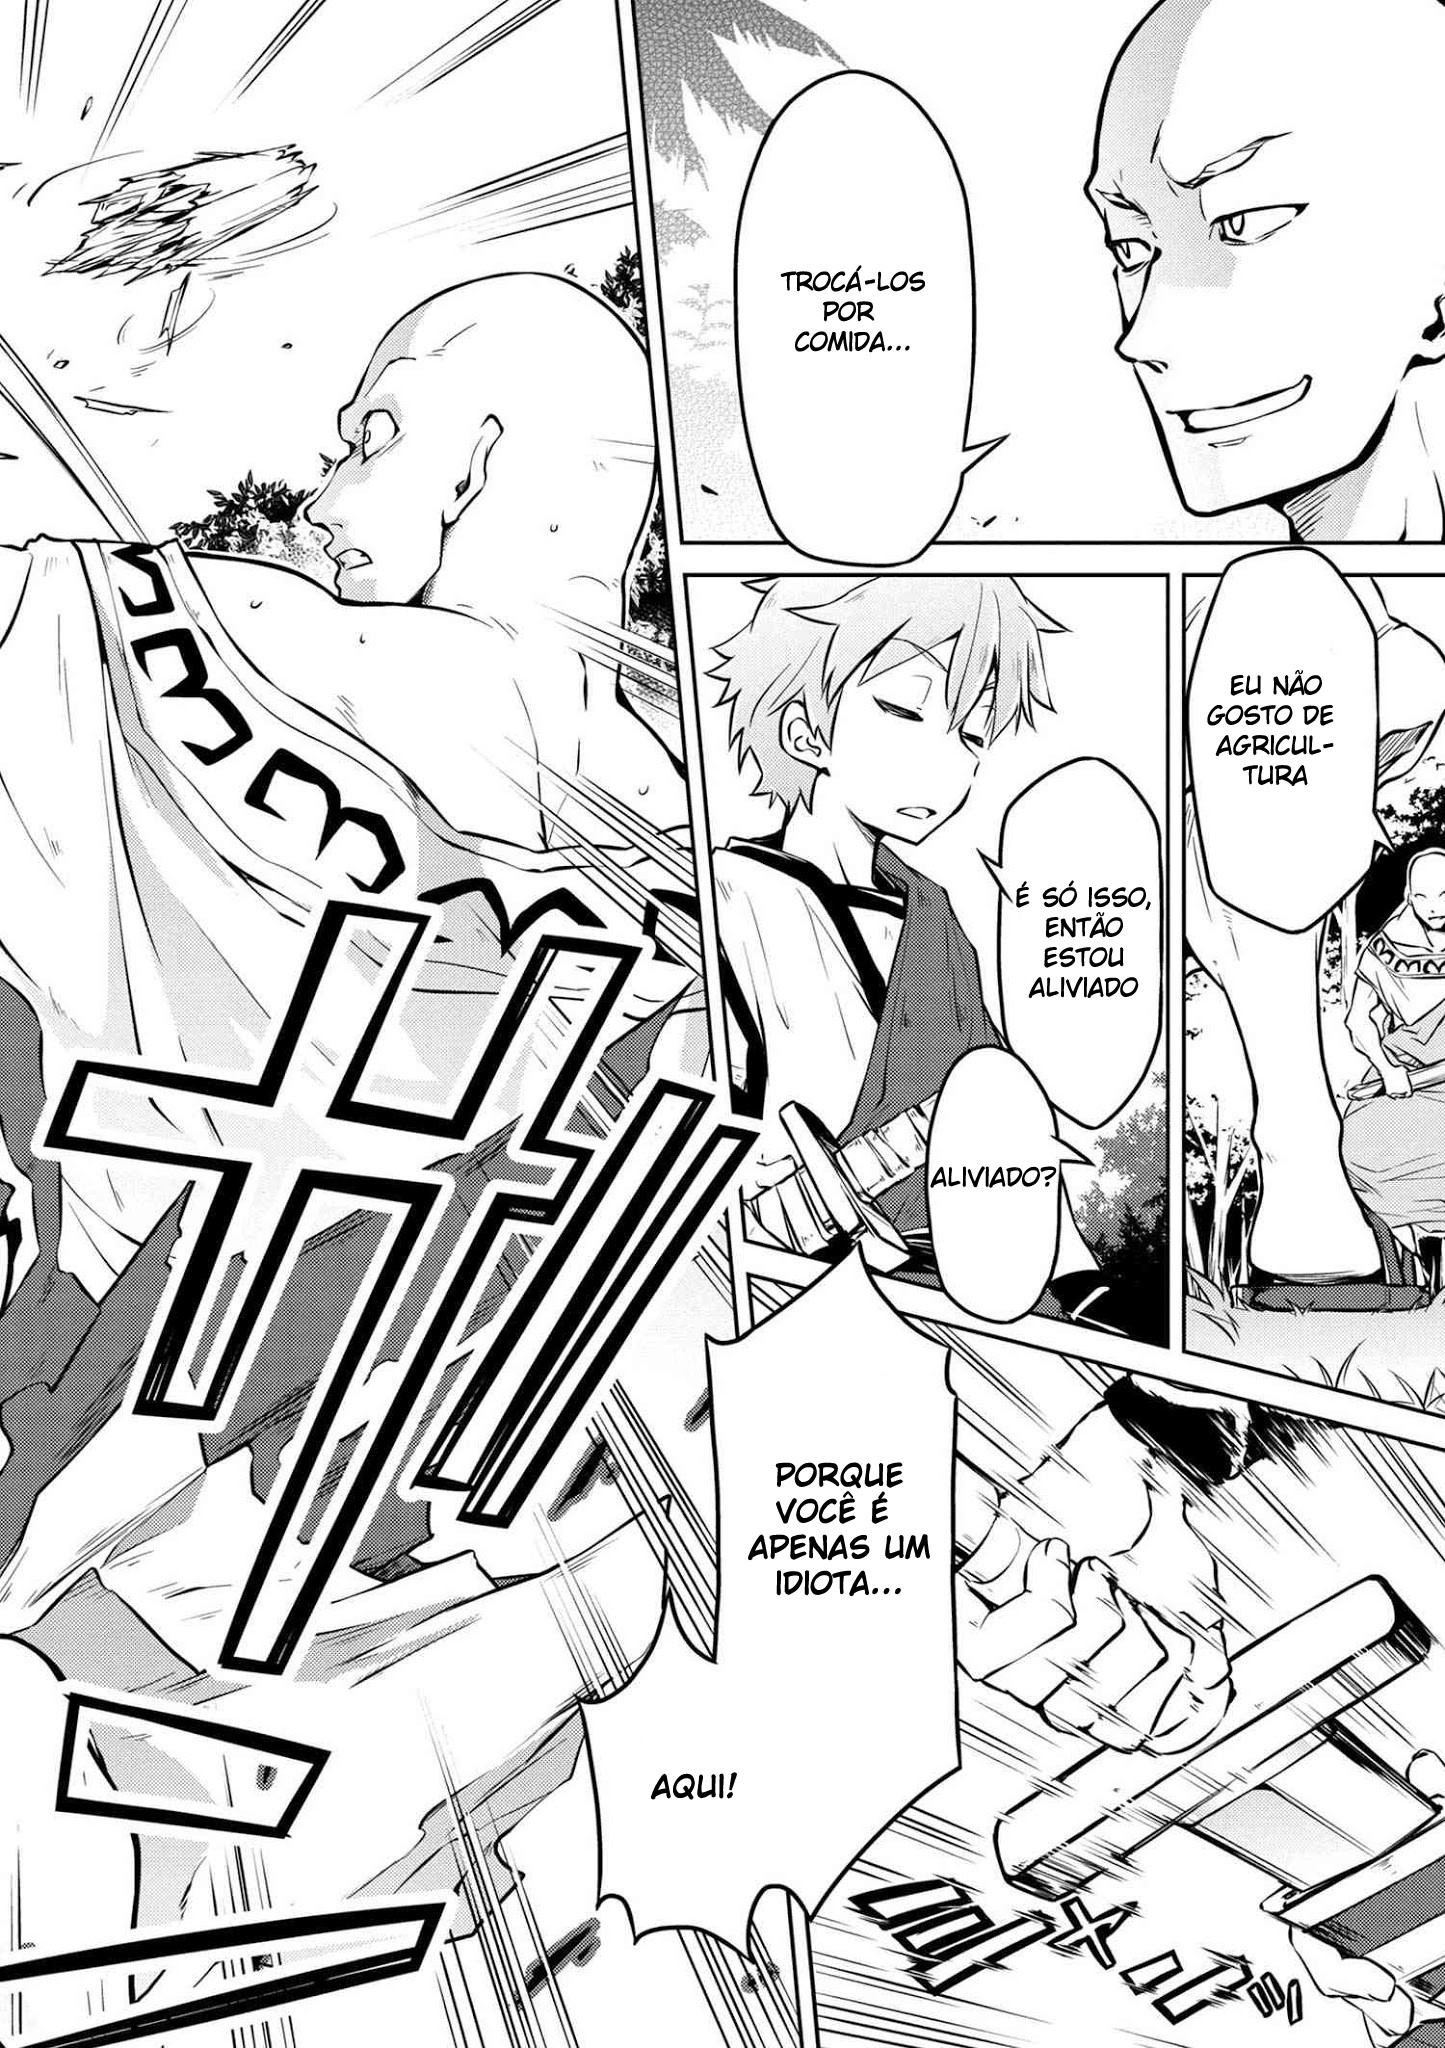 TROCÁ-LOS
POR
COMIDA...
EU NÃO
GOSTO DE
AGRICUL-
TURA
É SÓ ISSO,
ENTÃO
ESTOU
ALIVIADO
ALIVIADO?
PORQUE
VOCÊ É
APENAS UM
IDIOTA...
AQUI!